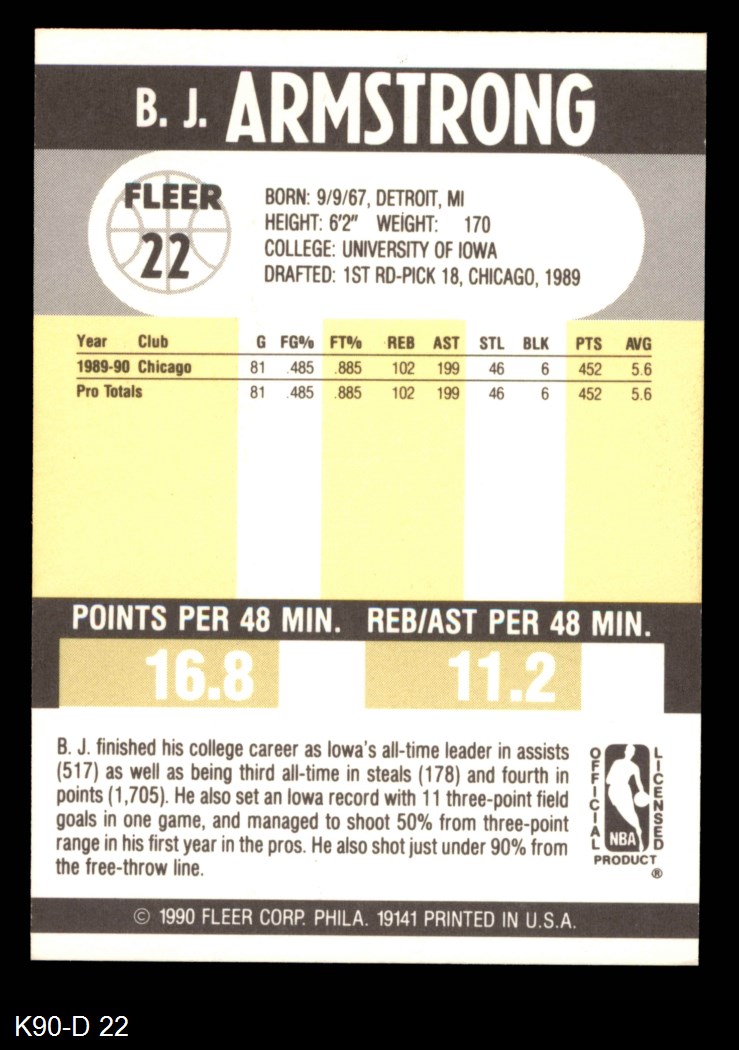 B. J. ARMSTRONG
FLEER
22
BORN: 9/9/67, DETROIT, MI
HEIGHT: 6'2" WEIGHT: 170
COLLEGE: UNIVERSITY OF IOWA
DRAFTED: 1ST RD-PICK 18, CHICAGO, 1989
Year Club G FG% FT% REB AST STL BLK PTS AVG
1989-90 Chicago 81 .485 .885 102 199 46 6 452 5.6
Pro Totals 81 .485 .885 102 199 46 6 452 5.6
POINTS PER 48 MIN. REB/AST PER 48 MIN.
16.8 11.2
B. J. finished his college career as Iowa's all-time leader in assists
(517) as well as being third all-time in steals (178) and fourth in
points (1,705). He also set an Iowa record with 11 three-point field
goals in one game, and managed to shoot 50% from three-point
range in his first year in the pros. He also shot just under 90% from
the free-throw line.
OFFICIAL
LICENSED
NBA
PRODUCT
®
© 1990 FLEER CORP. PHILA. 19141 PRINTED IN U.S.A.
K90-D 22